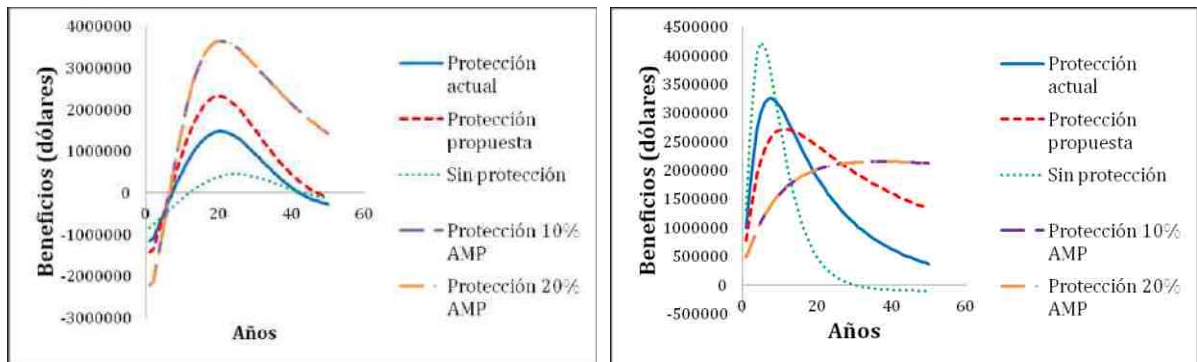 4000000
3000000
2000000
1000000
0
-1000000
-2000000
-3000000
0
20
40
60
Beneficios (dólares)
Años
Protección
actual
Protección
propuesta
Sin protección
Protección 10%
AMP
Protección 20%
AMP
4500000
4000000
3500000
3000000
2500000
2000000
1500000
1000000
500000
0
-500000
0
20
40
60
Beneficios (dólares)
Años
Protección
actual
Protección
propuesta
Sin protección
Protección 10%
AMP
Protección 20%
AMP